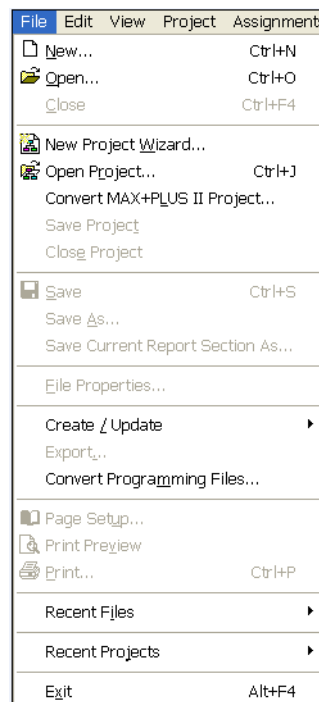 File Edit View Project Assignment
New... Ctrl+N
Open... Ctrl+O
Close Ctrl+F4
New Project Wizard...
Open Project... Ctrl+J
Convert MAX+PLUS II Project...
Save Project
Close Project
Save Ctrl+S
Save As...
Save Current Report Section As...
File Properties...
Create / Update
Export...
Convert Programming Files...
Page Setup...
Print Preview
Print... Ctrl+P
Recent Files
Recent Projects
Exit Alt+F4